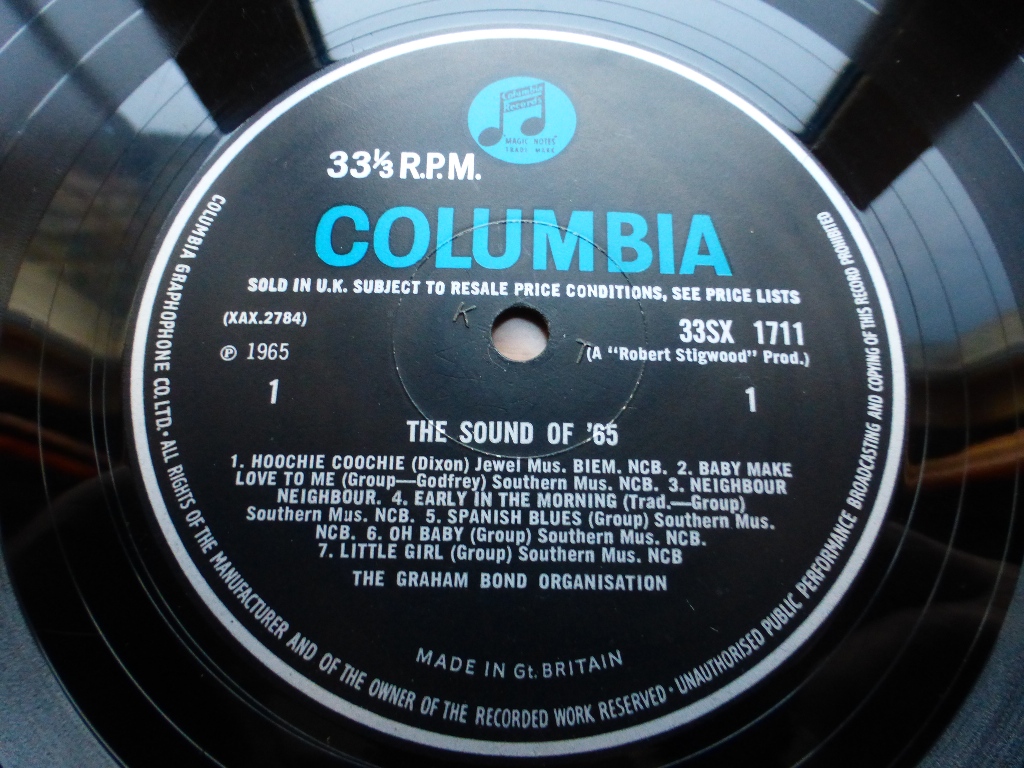 Columbia
Records
"MAGIC NOTES"
TRADE MARK
33⅓ R.P.M.
COLUMBIA
SOLD IN U.K. SUBJECT TO RESALE PRICE CONDITIONS, SEE PRICE LISTS
K
T
(XAX.2784)
33SX 1711
℗ 1965
(A "Robert Stigwood" Prod.)
1
1
THE SOUND OF '65
1. HOOCHIE COOCHIE (Dixon) Jewel Mus. BIEM. NCB. 2. BABY MAKE
LOVE TO ME (Group—Godfrey) Southern Mus. NCB. 3. NEIGHBOUR
NEIGHBOUR. 4. EARLY IN THE MORNING (Trad.—Group)
Southern Mus. NCB. 5. SPANISH BLUES (Group) Southern Mus.
NCB. 6. OH BABY (Group) Southern Mus. NCB.
7. LITTLE GIRL (Group) Southern Mus. NCB
THE GRAHAM BOND ORGANISATION
MADE IN Gt. BRITAIN
COLUMBIA GRAPHOPHONE CO. LTD. · ALL RIGHTS OF THE MANUFACTURER AND OF THE OWNER OF THE RECORDED WORK RESERVED · UNAUTHORISED PUBLIC PERFORMANCE BROADCASTING AND COPYING OF THIS RECORD PROHIBITED